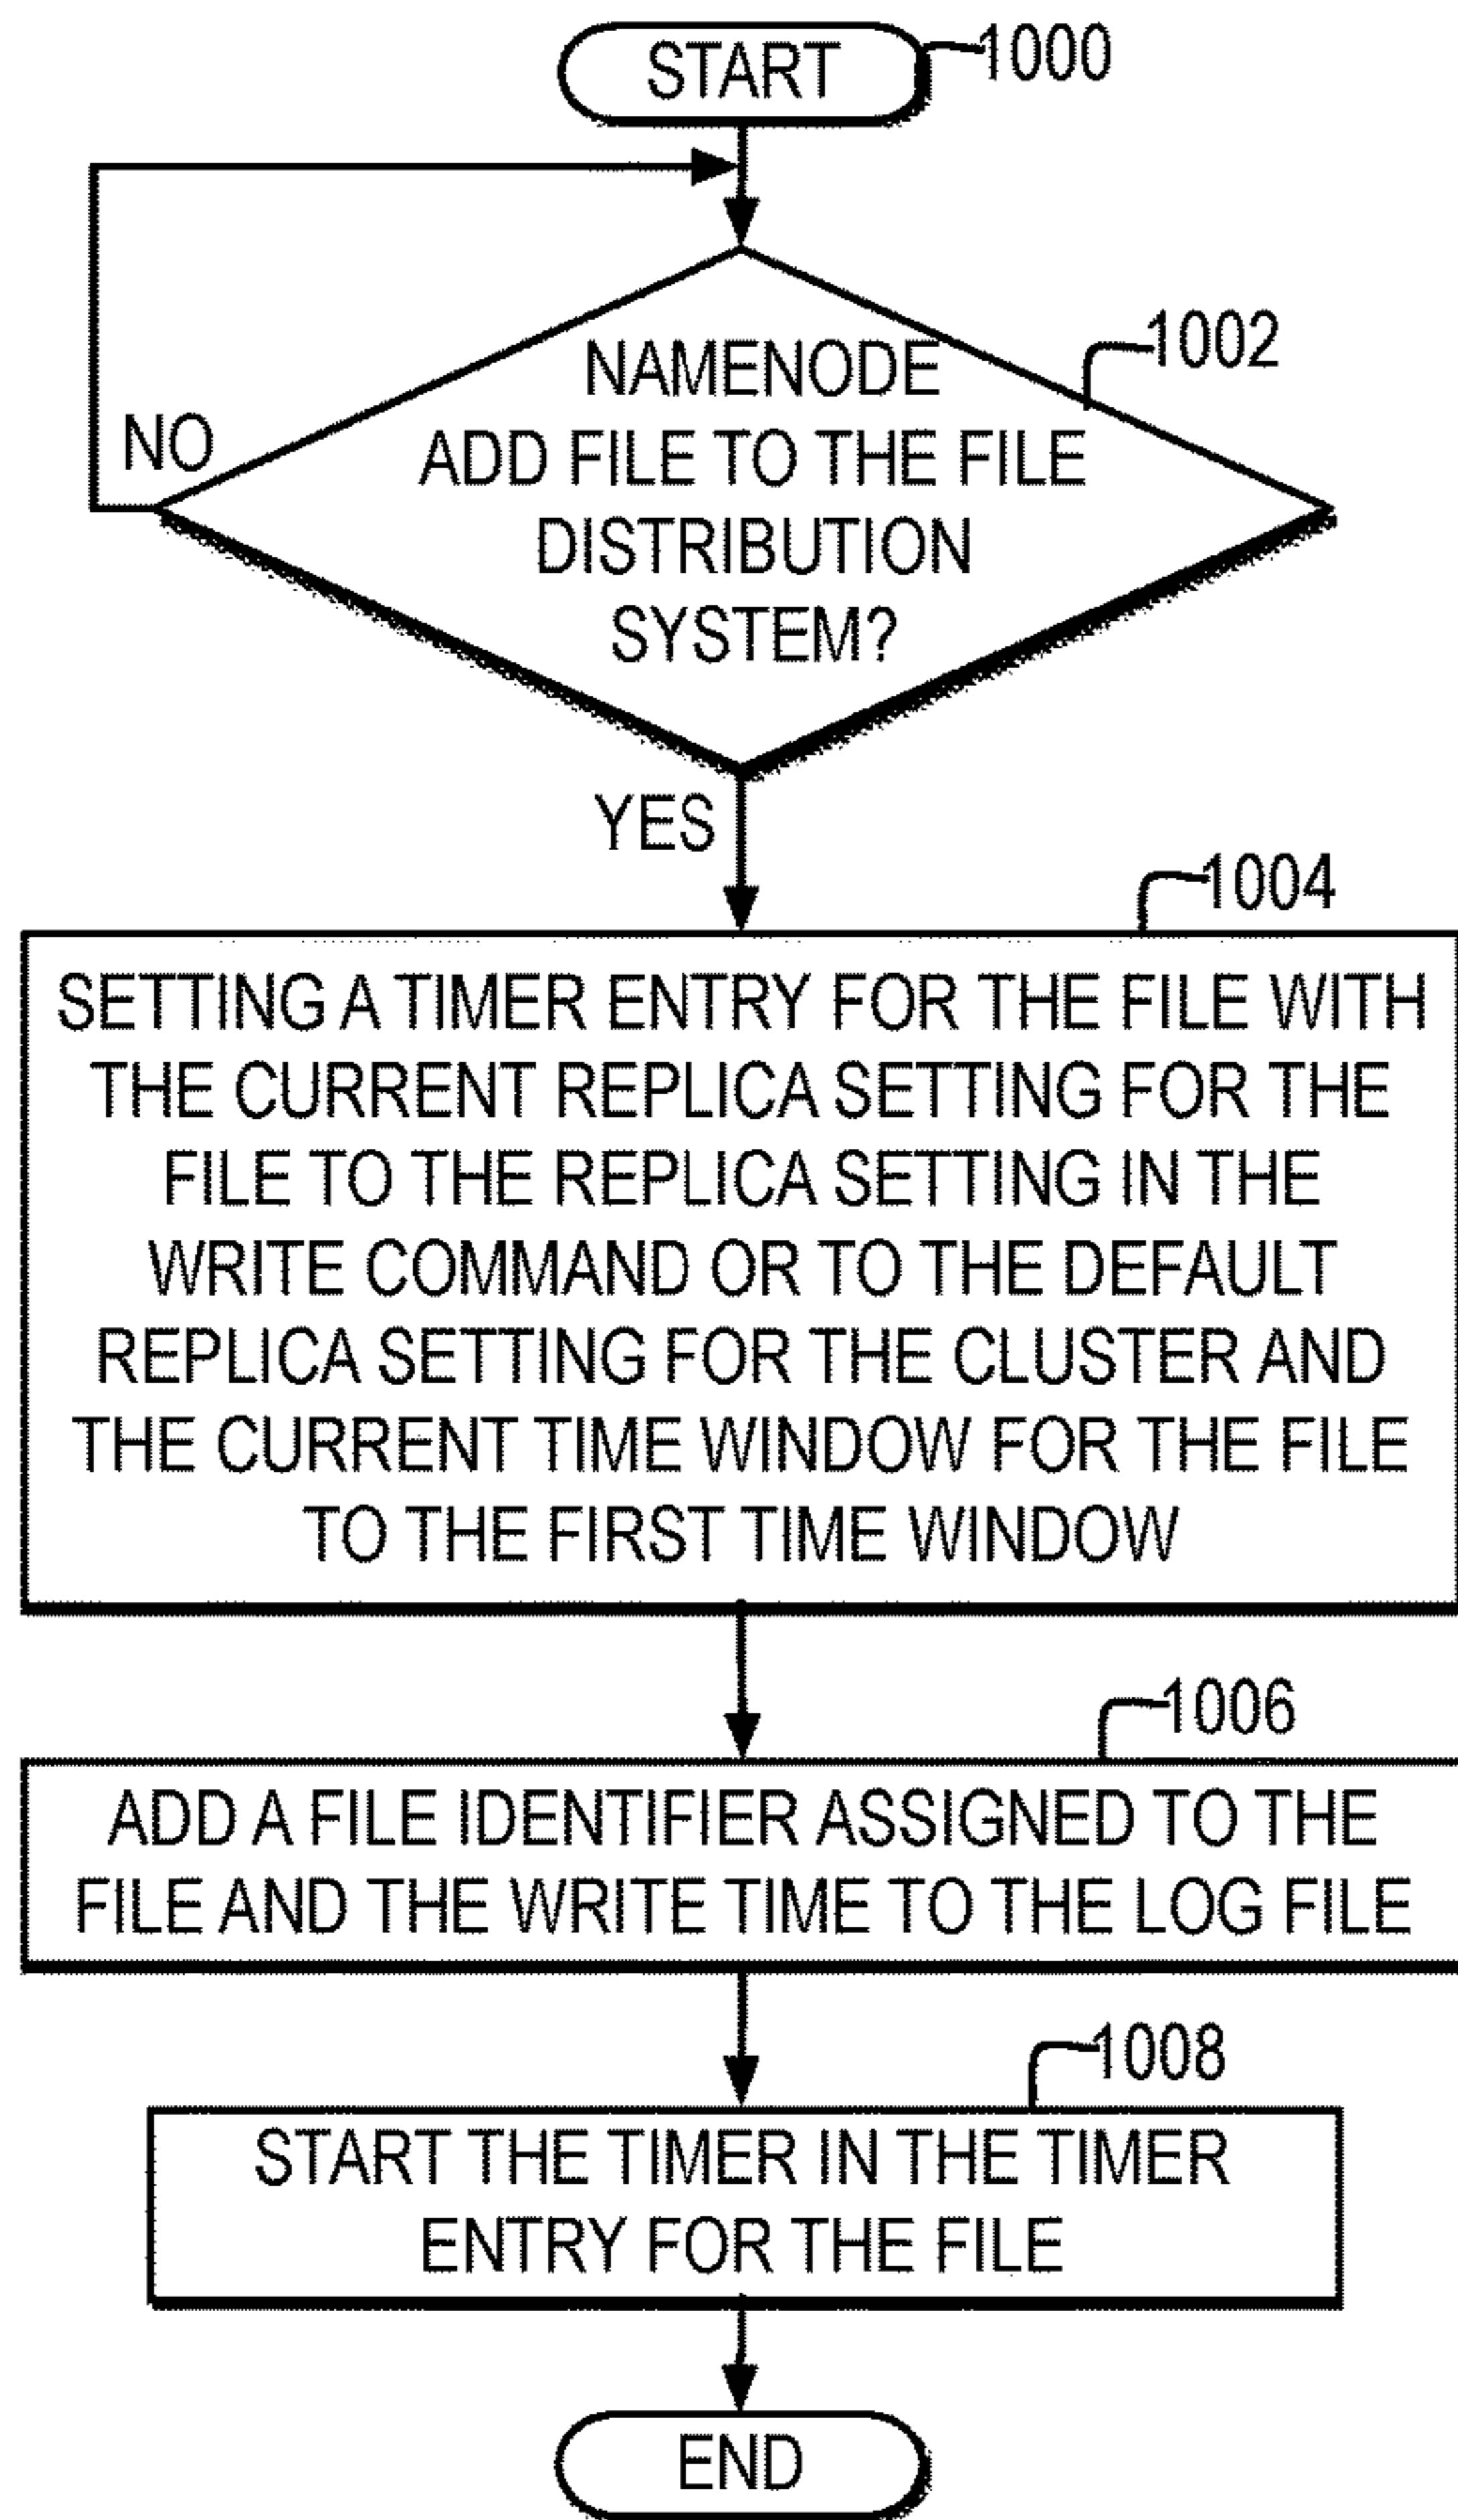 START
1000
NAMENODE
1002
ADD FILE TO THE FILE
NO
DISTRIBUTION
SYSTEM?
YES
1004
SETTING A TIMER ENTRY FOR THE FILE WITH
THE CURRENT REPLICA SETTING FOR THE
FILE TO THE REPLICA SETTING IN THE
WRITE COMMAND OR TO THE DEFAULT
REPLICA SETTING FOR THE CLUSTER AND
THE CURRENT TIME WINDOW FOR THE FILE
TO THE FIRST TIME WINDOW
1006
ADD A FILE IDENTIFIER ASSIGNED TO THE
FILE AND THE WRITE TIME TO THE LOG FILE
1008
START THE TIMER IN THE TIMER
ENTRY FOR THE FILE
END